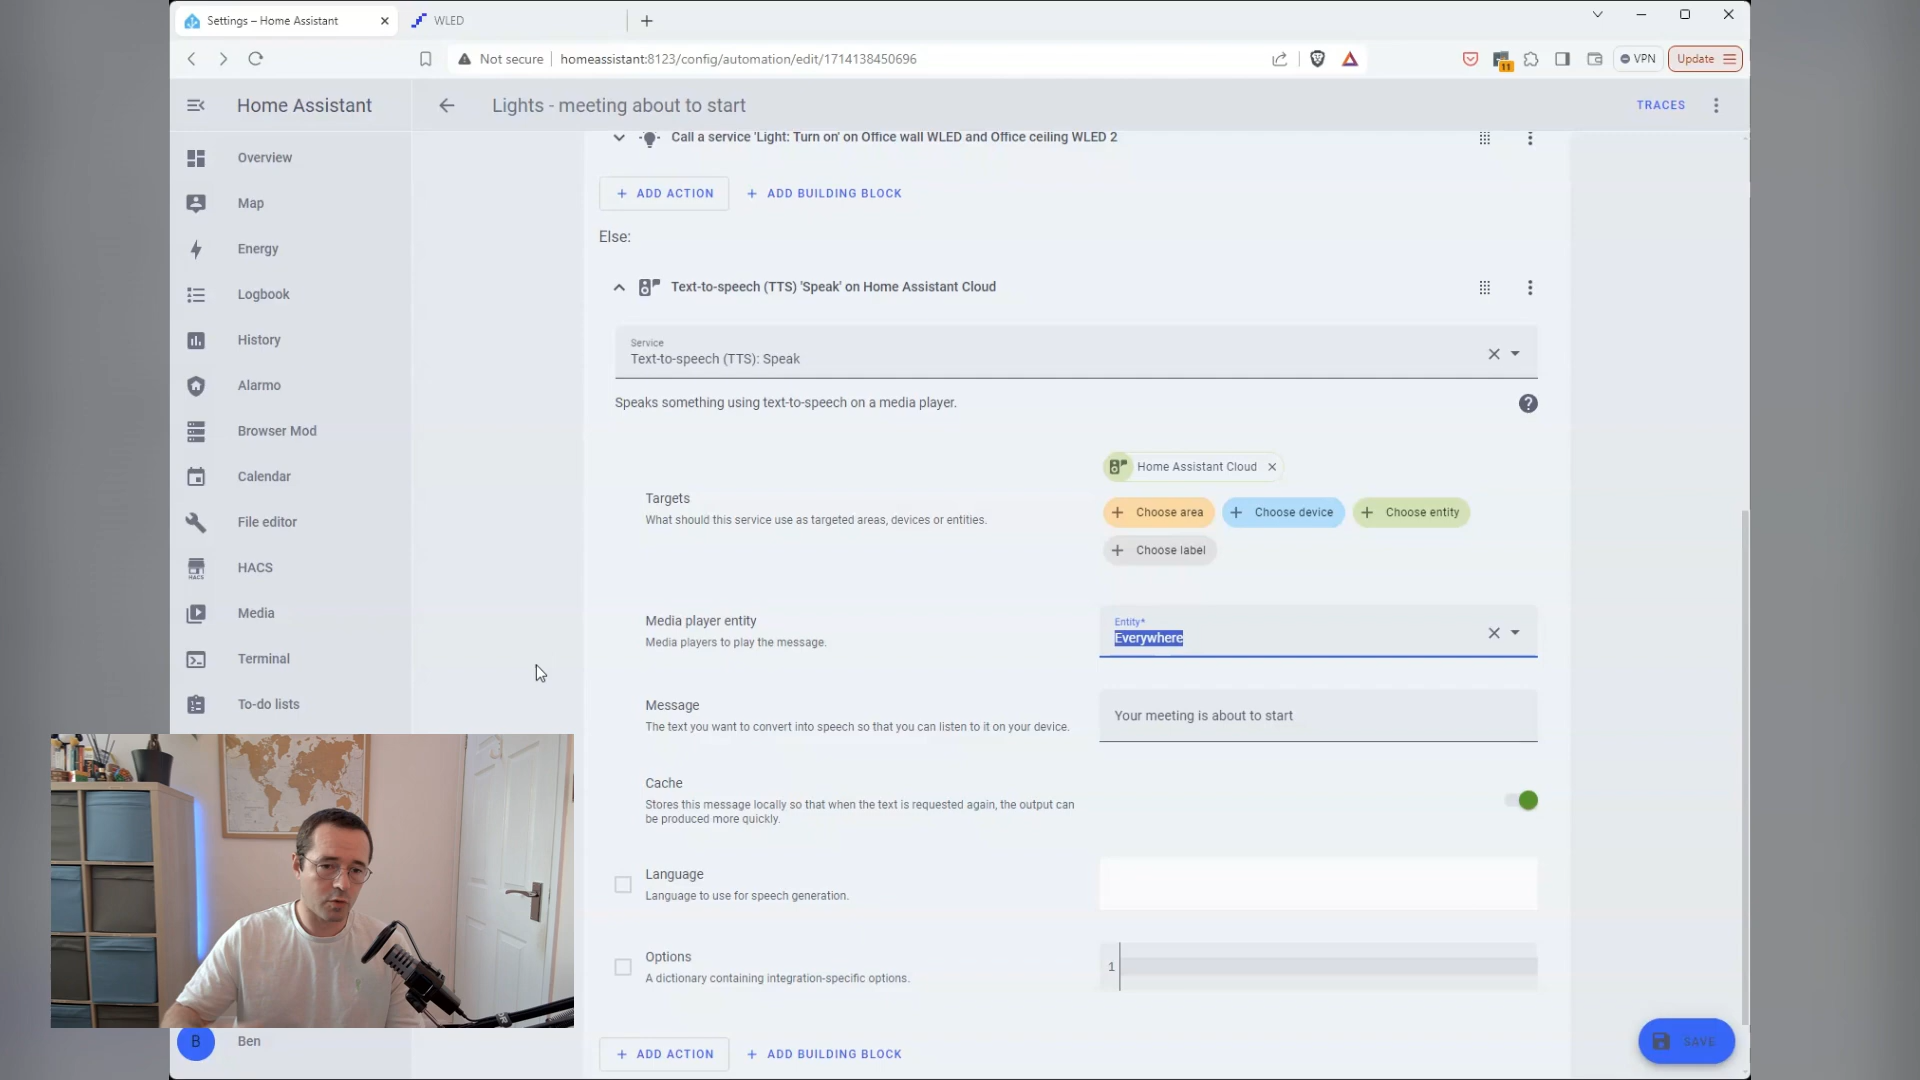 Settings – Home Assistant
WLED
Not secure
homeassistant:8123/config/automation/edit/1714138450696
11
VPN
Update
Home Assistant
Lights - meeting about to start
TRACES
Overview
Map
Energy
Logbook
History
Alarmo
Browser Mod
Calendar
File editor
HACS
HACS
Media
Terminal
To-do lists
B
Ben
Call a service 'Light: Turn on' on Office wall WLED and Office ceiling WLED 2
ADD ACTION
ADD BUILDING BLOCK
Else:
Text-to-speech (TTS) 'Speak' on Home Assistant Cloud
Service
Text-to-speech (TTS): Speak
Speaks something using text-to-speech on a media player.
Home Assistant Cloud
Targets
What should this service use as targeted areas, devices or entities.
Choose area
Choose device
Choose entity
Choose label
Media player entity
Media players to play the message.
Entity*
Everywhere
Message
The text you want to convert into speech so that you can listen to it on your device.
Your meeting is about to start
Cache
Stores this message locally so that when the text is requested again, the output can
be produced more quickly.
Language
Language to use for speech generation.
Options
A dictionary containing integration-specific options.
1
ADD ACTION
ADD BUILDING BLOCK
SAVE